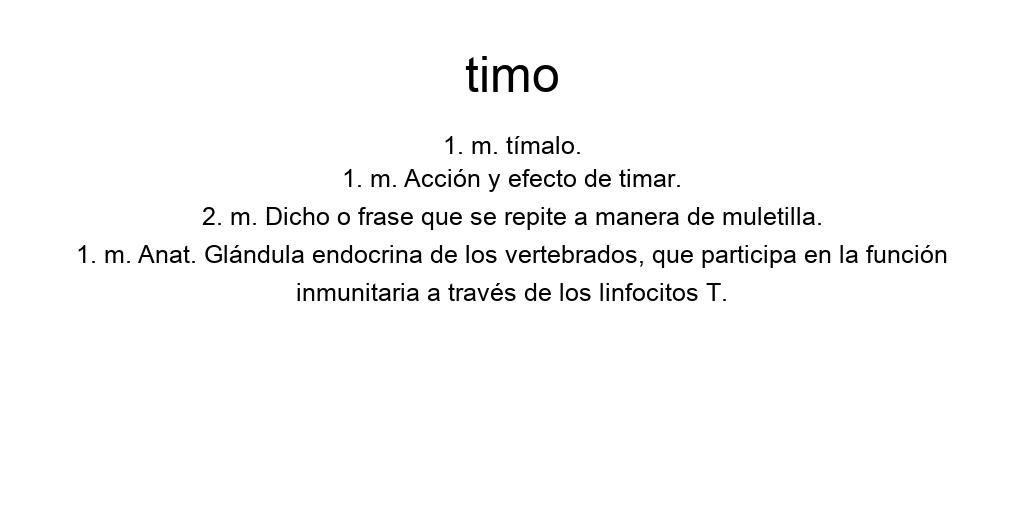 timo
1. m. tímalo.
1. m. Acción y efecto de timar.
2. m. Dicho o frase que se repite a manera de muletilla.
1. m. Anat. Glándula endocrina de los vertebrados, que participa en la función
inmunitaria a través de los linfocitos T.